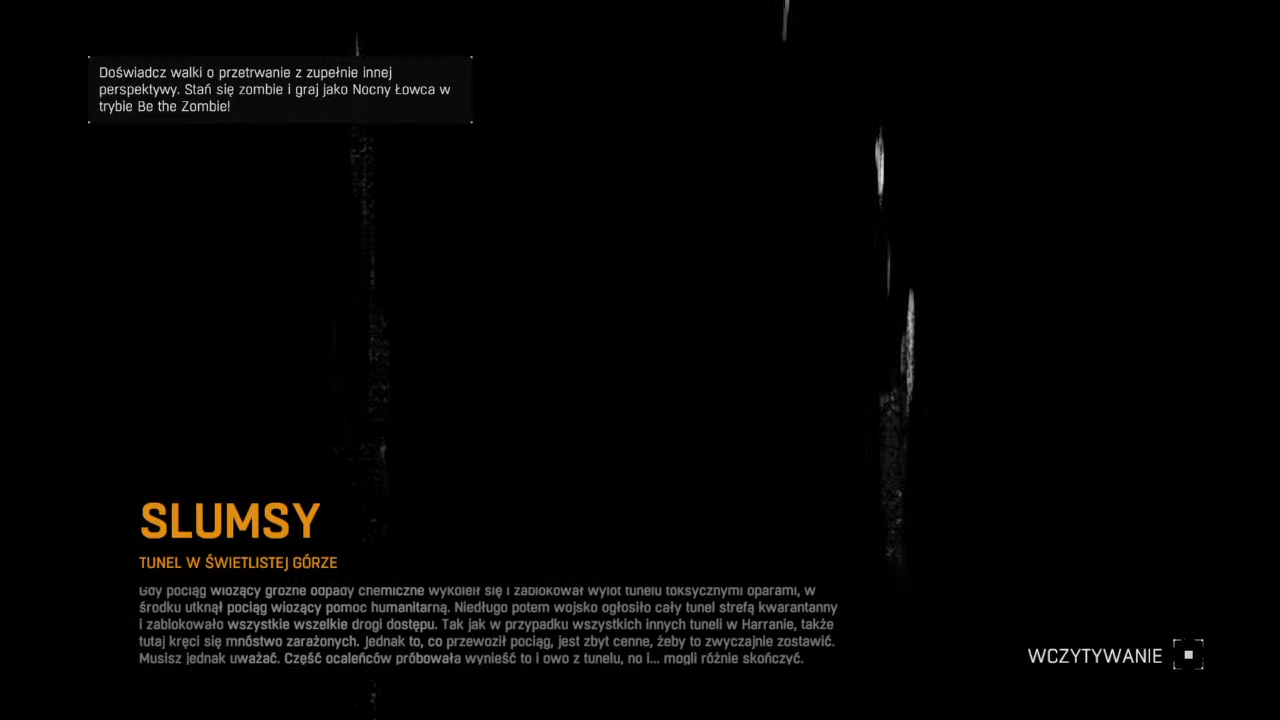 Doświadcz walki o przetrwanie z zupełnie innej
perspektywy. Stań się zombie i graj jako Nocny Łowca w
trybie Be the Zombie!
SLUMSY
TUNEL W ŚWIETLISTEJ GÓRZE
Gdy pociąg wiozący groźne odpady chemiczne wykoleił się i zablokował wylot tunelu toksycznymi oparami, w
środku utknął pociąg wiozący pomoc humanitarną. Niedługo potem wojsko ogłosiło cały tunel strefą kwarantanny
i zablokowało wszystkie wszelkie drogi dostępu. Tak jak w przypadku wszystkich innych tuneli w Harranie, także
tutaj kręci się mnóstwo zarażonych. Jednak to, co przewoził pociąg, jest zbyt cenne, żeby to zwyczajnie zostawić.
Musisz jednak uważać. Część ocaleńców próbowała wynieść to i owo z tunelu, no i... mogli różnie skończyć.
WCZYTYWANIE